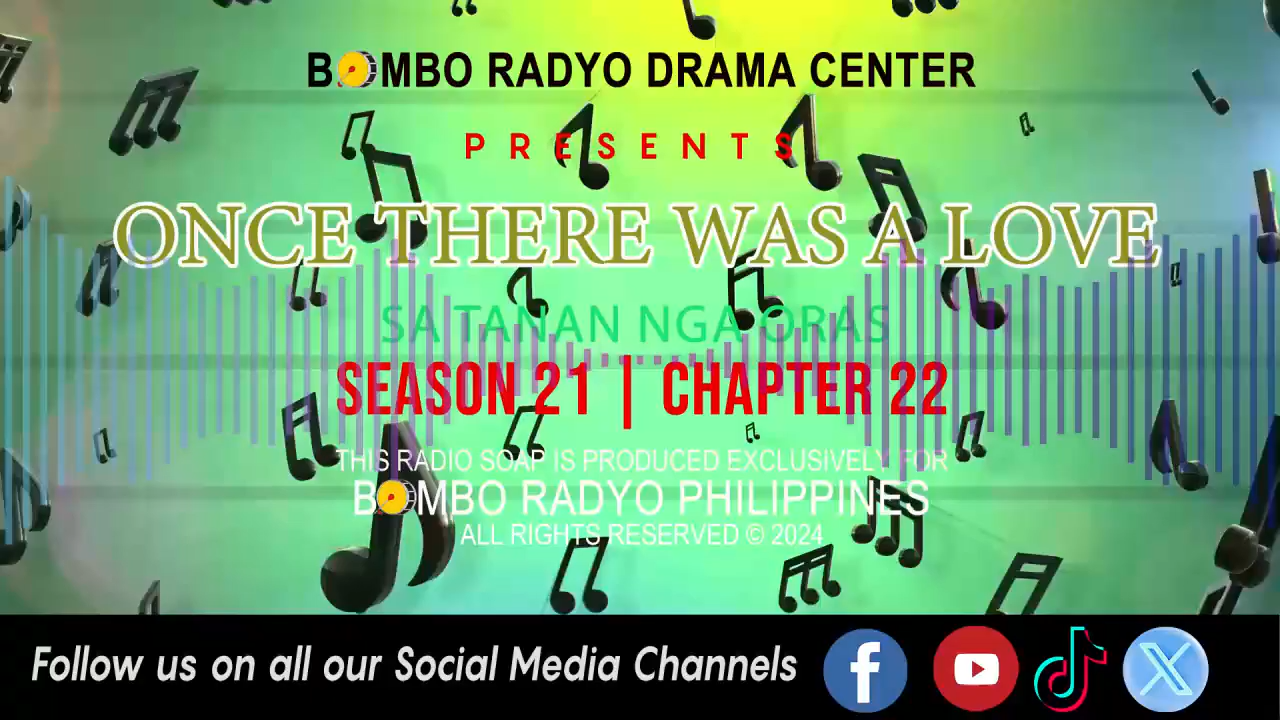 BOMBO RADYO DRAMA CENTER
PRESENTS
ONCE THERE WAS A LOVE
SA TANAN NGA ORAS
SEASON 21 | CHAPTER 22
THIS RADIO SOAP IS PRODUCED EXCLUSIVELY FOR
BOMBO RADYO PHILIPPINES
ALL RIGHTS RESERVED © 2024
Follow us on all our Social Media Channels